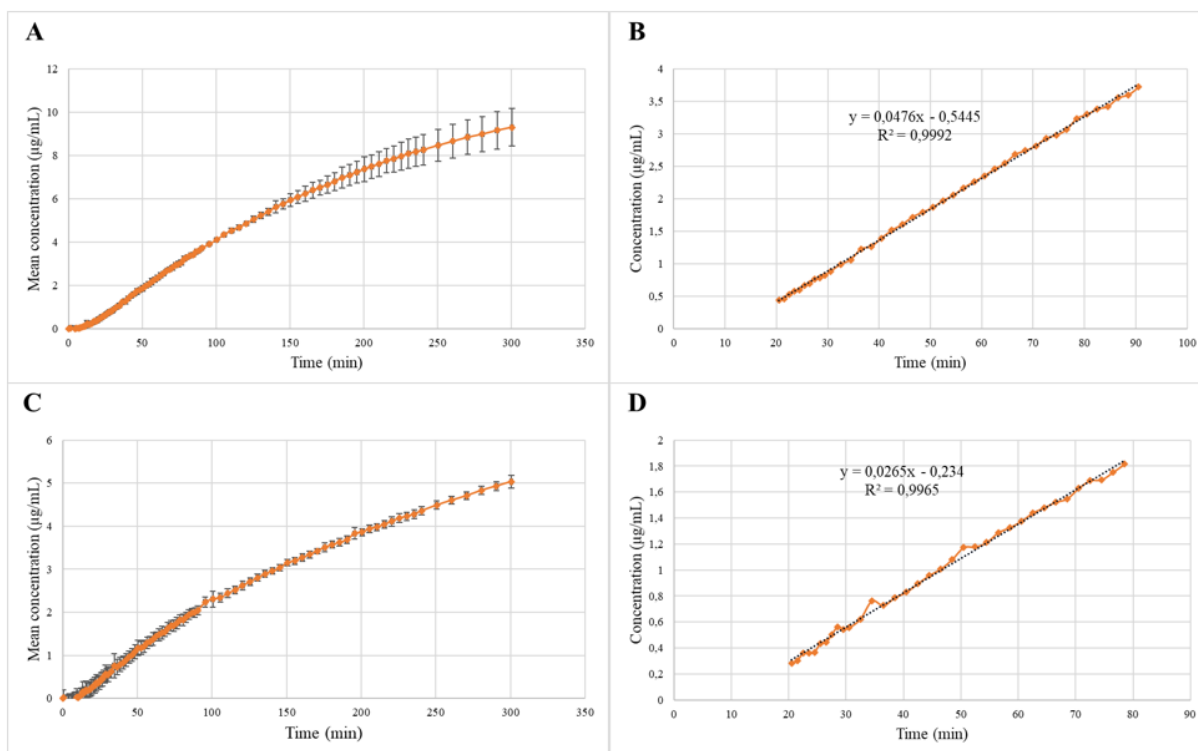 A
Mean concentration (µg/mL)
12
10
8
6
4
2
0
0 50 100 150 200 250 300 350
Time (min)
B
Concentration (µg/mL)
4
3,5
3
2,5
2
1,5
1
0,5
0
y = 0,0476x - 0,5445
R² = 0,9992
0 10 20 30 40 50 60 70 80 90 100
Time (min)
C
Mean concentration (µg/mL)
6
5
4
3
2
1
0
0 50 100 150 200 250 300 350
Time (min)
D
Concentration (µg/mL)
2
1,8
1,6
1,4
1,2
1
0,8
0,6
0,4
0,2
0
y = 0,0265x - 0,234
R² = 0,9965
0 10 20 30 40 50 60 70 80 90
Time (min)